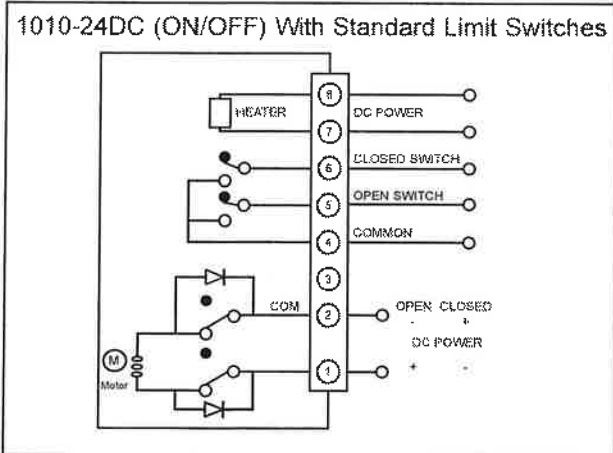 1010-24DC (ON/OFF) With Standard Limit Switches
8
HEATER
DC POWER
7
6
CLOSED SWITCH
5
OPEN SWITCH
4
COMMON
3
COM
2
OPEN CLOSED
- +
DC POWER
M
Motor
1
+ -